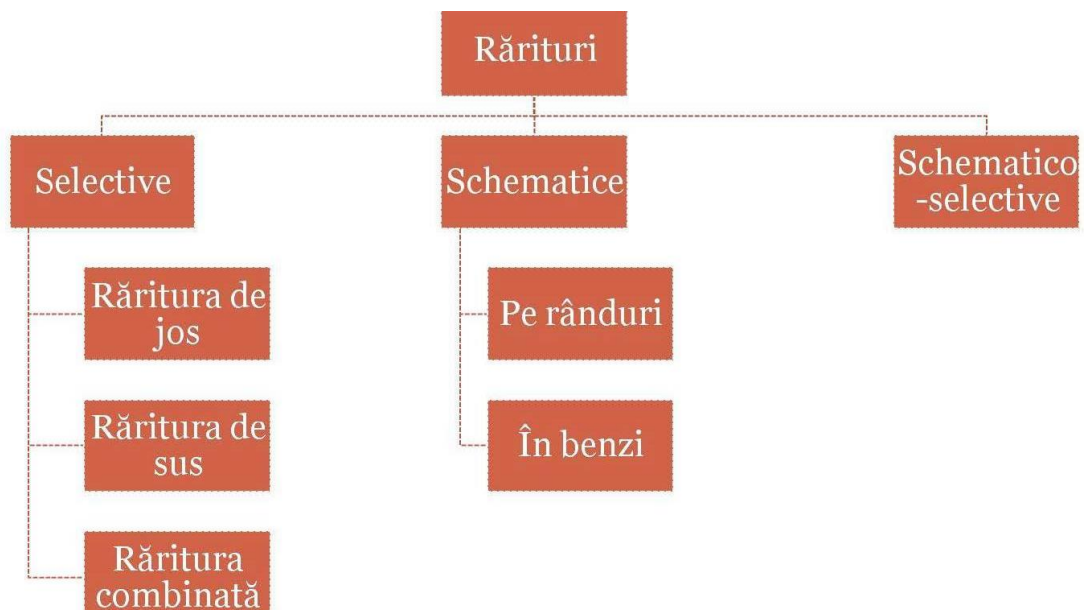 Rărituri
Selective
Schematice
Schematico
-selective
Răritura de
jos
Pe rânduri
Răritura de
sus
În benzi
Răritura
combinată